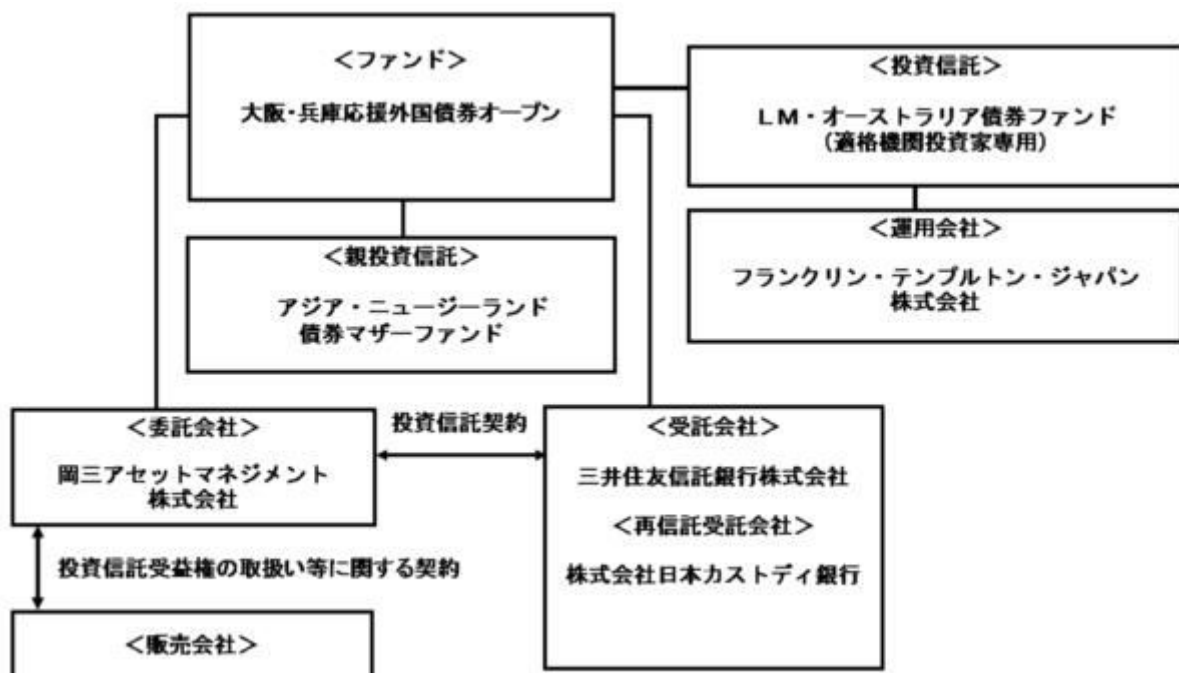 ＜ファンド＞
大阪・兵庫応援外国債券オープン
＜投資信託＞
ＬＭ・オーストラリア債券ファンド
（適格機関投資家専用）
＜運用会社＞
フランクリン・テンプルトン・ジャパン
株式会社
＜親投資信託＞
アジア・ニュージーランド
債券マザーファンド
＜委託会社＞
岡三アセットマネジメント
株式会社
投資信託契約
＜受託会社＞
三井住友信託銀行株式会社
＜再信託受託会社＞
株式会社日本カストディ銀行
投資信託受益権の取扱い等に関する契約
＜販売会社＞